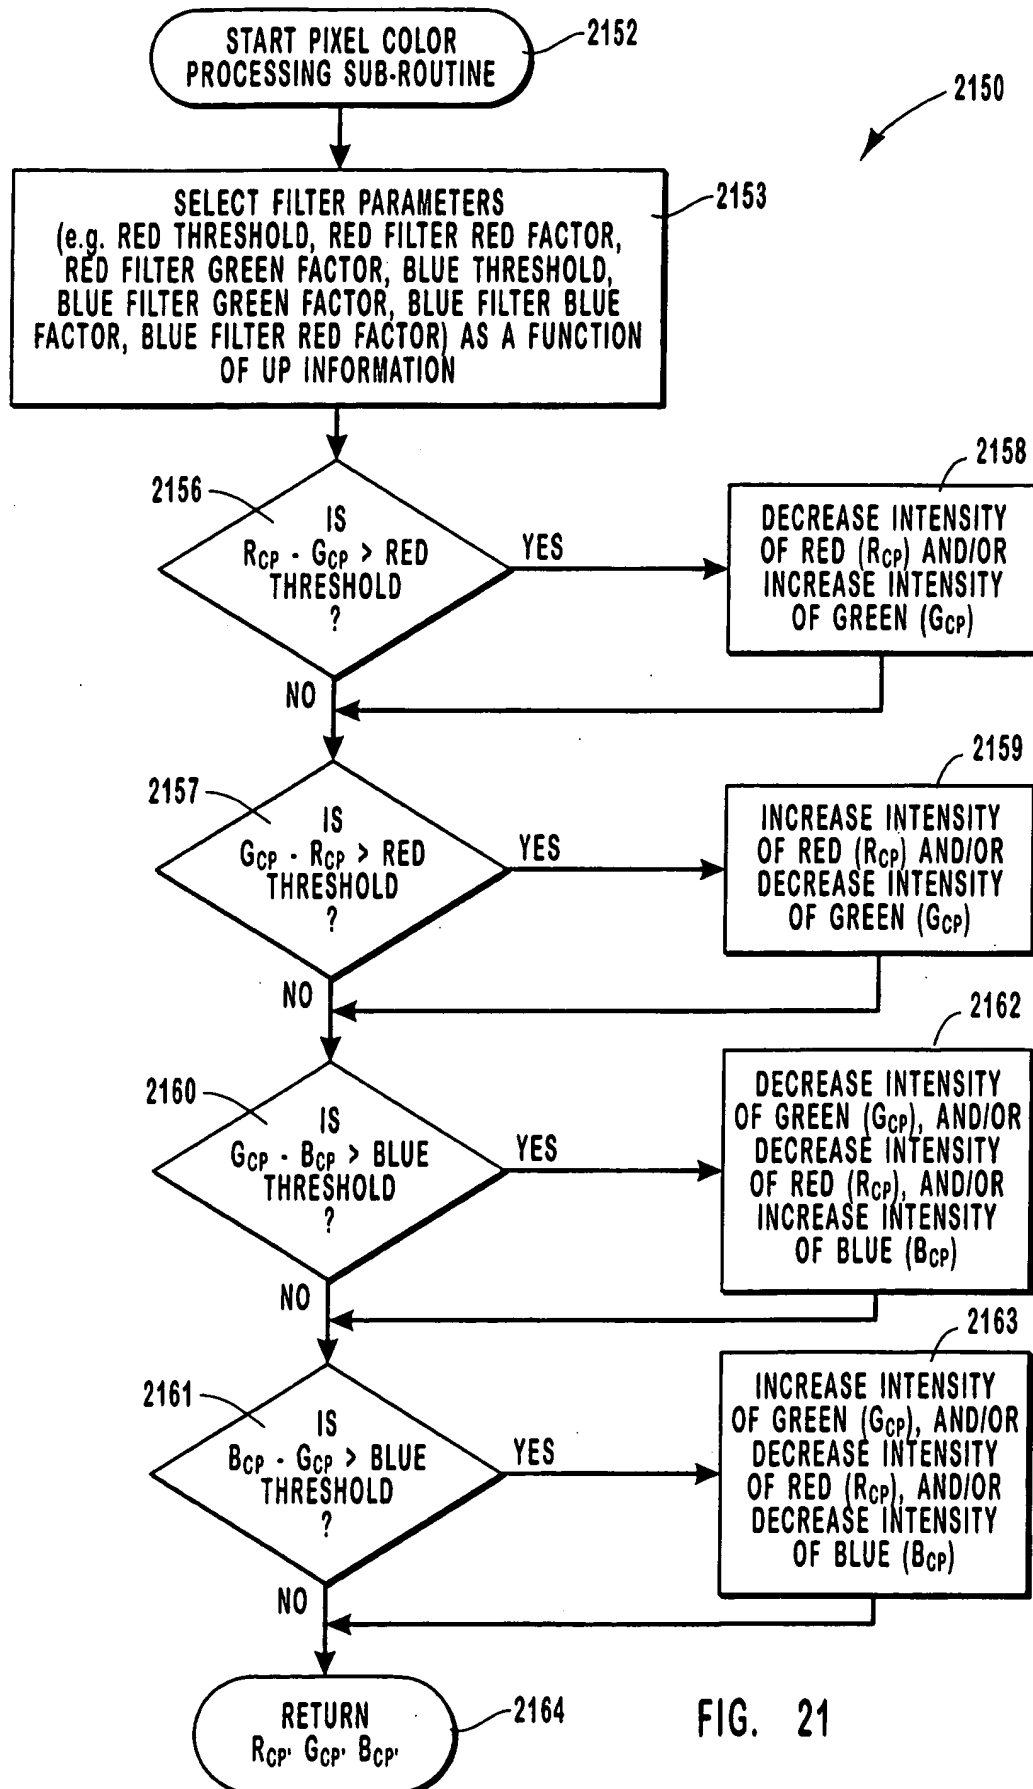 START PIXEL COLOR
PROCESSING SUB-ROUTINE
2152
2150
SELECT FILTER PARAMETERS
(e.g. RED THRESHOLD, RED FILTER RED FACTOR,
RED FILTER GREEN FACTOR, BLUE THRESHOLD,
BLUE FILTER GREEN FACTOR, BLUE FILTER BLUE
FACTOR, BLUE FILTER RED FACTOR) AS A FUNCTION
OF UP INFORMATION
2153
2156
IS
RCP - GCP > RED
THRESHOLD
?
YES
NO
2158
DECREASE INTENSITY
OF RED (RCP) AND/OR
INCREASE INTENSITY
OF GREEN (GCP)
2157
IS
GCP - RCP > RED
THRESHOLD
?
YES
NO
2159
INCREASE INTENSITY
OF RED (RCP) AND/OR
DECREASE INTENSITY
OF GREEN (GCP)
2160
IS
GCP - BCP > BLUE
THRESHOLD
?
YES
NO
2162
DECREASE INTENSITY
OF GREEN (GCP), AND/OR
DECREASE INTENSITY
OF RED (RCP), AND/OR
INCREASE INTENSITY
OF BLUE (BCP)
2161
IS
BCP - GCP > BLUE
THRESHOLD
?
YES
NO
2163
INCREASE INTENSITY
OF GREEN (GCP), AND/OR
DECREASE INTENSITY
OF RED (RCP), AND/OR
DECREASE INTENSITY
OF BLUE (BCP)
RETURN
RCP' GCP' BCP'
2164
FIG. 21